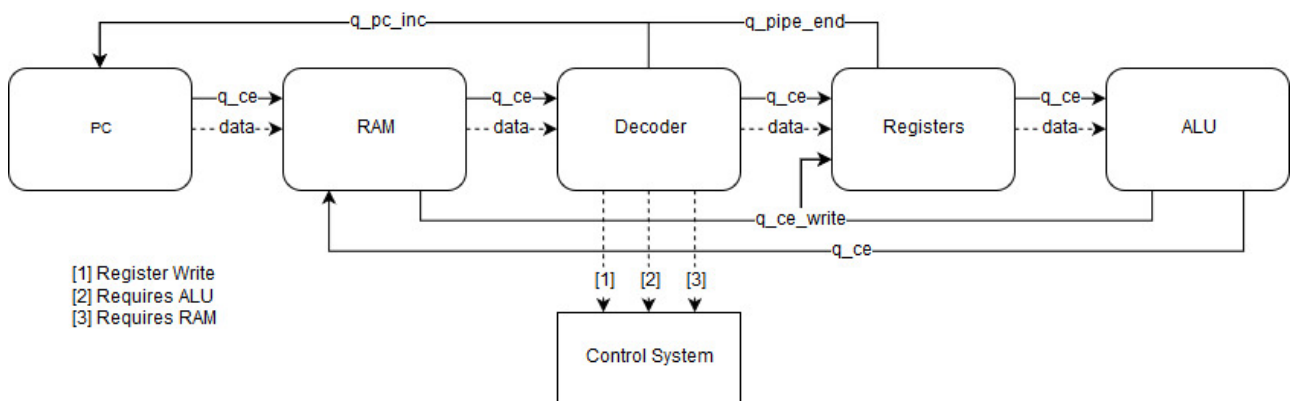 q_pc_inc q_pipe_end
q_ce q_ce q_ce q_ce
PC RAM Decoder Registers ALU
data data data data
q_ce_write
q_ce
[1] Register Write
[2] Requires ALU
[3] Requires RAM
[1] [2] [3]
Control System